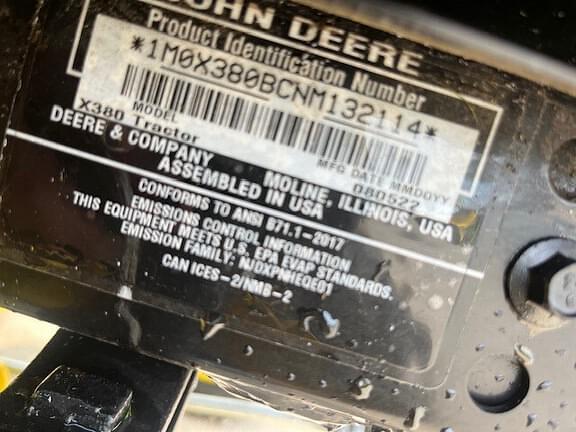 JOHN DEERE
Product Identification Number
*1M0X380BCNM132114*
MODEL
X380 Tractor
MFG DATE MMDDYY
080522
DEERE & COMPANY MOLINE, ILLINOIS, USA
ASSEMBLED IN USA
CONFORMS TO ANSI B71.1-2017
EMISSIONS CONTROL INFORMATION
THIS EQUIPMENT MEETS U.S. EPA EVAP STANDARDS.
EMISSION FAMILY: NJDXPNHEQE01
CAN ICES-2/NMB-2